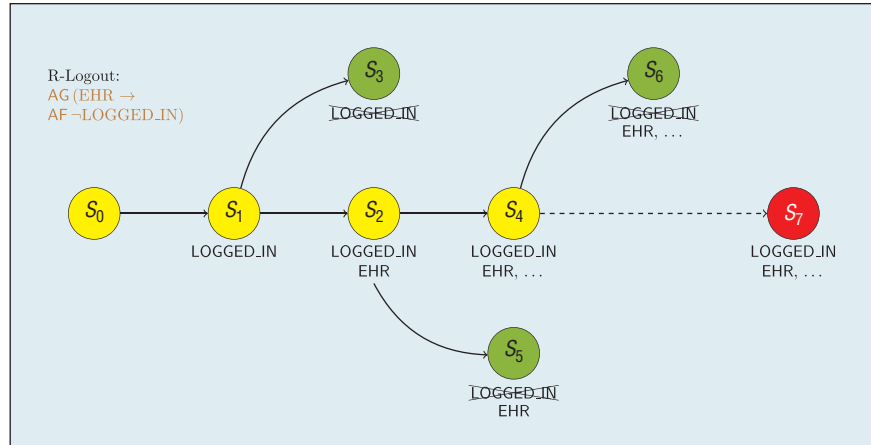 R-Logout:
AG (EHR →
AF ¬LOGGED_IN)
S3
LOGGED_IN
S6
LOGGED_IN
EHR, ...
S0
S1
LOGGED_IN
S2
LOGGED_IN
EHR
S4
LOGGED_IN
EHR, ...
S7
LOGGED_IN
EHR, ...
S5
LOGGED_IN
EHR